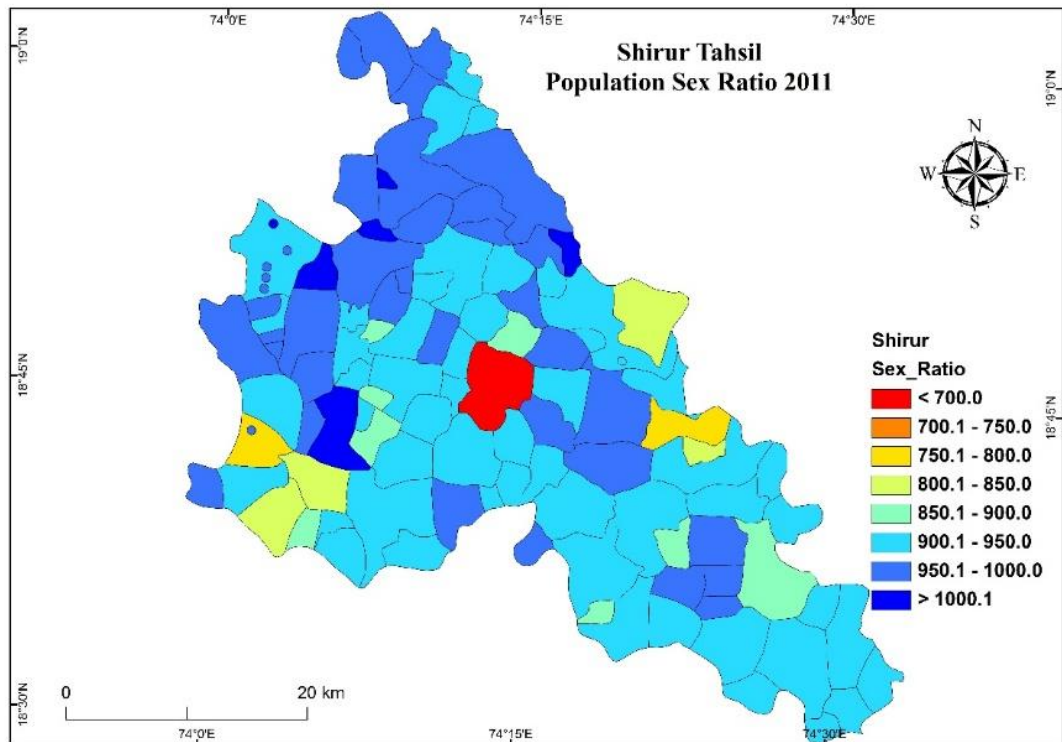 74°0'E 74°15'E 74°30'E
19°0'N
Shirur Tahsil
Population Sex Ratio 2011
19°0'N
N
W E
S
Shirur
Sex_Ratio
< 700.0
700.1 - 750.0
750.1 - 800.0
800.1 - 850.0
850.1 - 900.0
900.1 - 950.0
950.1 - 1000.0
> 1000.1
18°45'N
18°45'N
0 20 km
18°30'N
74°0'E 74°15'E 74°30'E